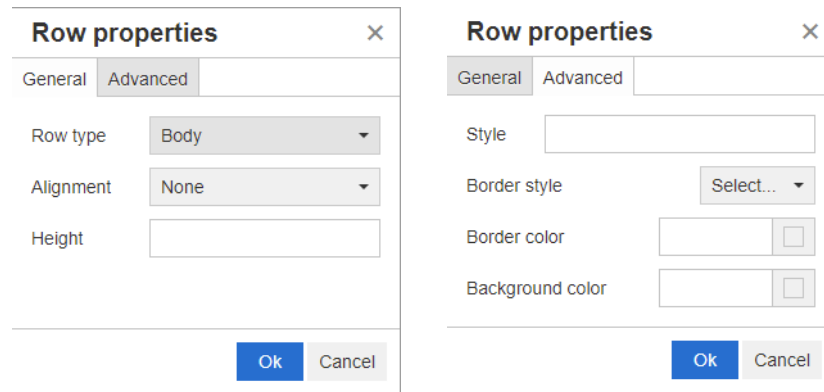 Row properties ×
General Advanced
Row type Body
Alignment None
Height
Ok Cancel
Row properties ×
General Advanced
Style
Border style Select...
Border color
Background color
Ok Cancel